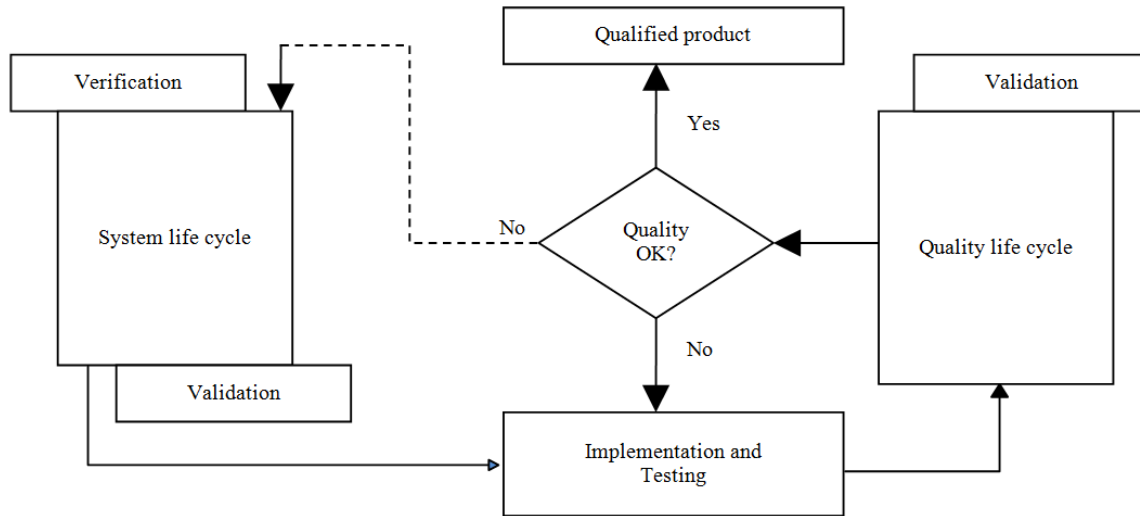 Qualified product
Verification
Validation
Yes
System life cycle
No
Quality
OK?
Quality life cycle
No
Validation
Implementation and
Testing